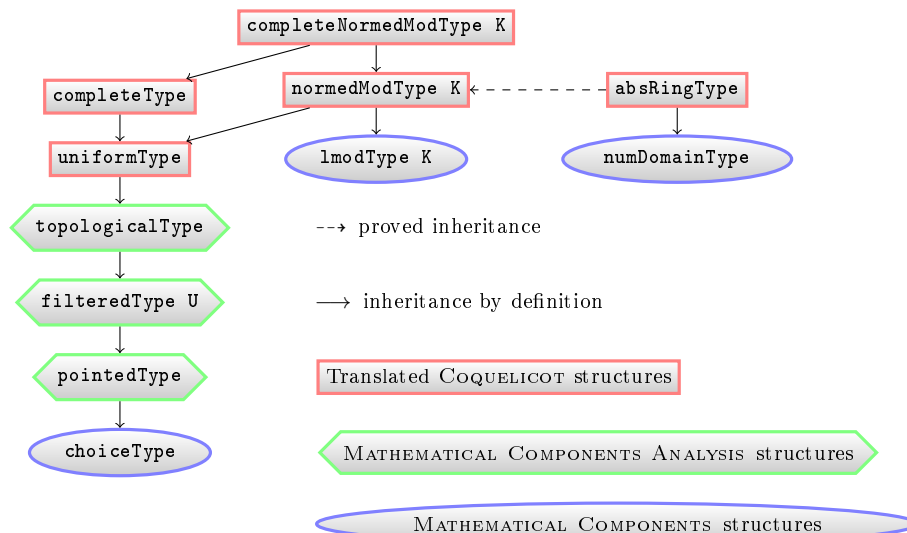 completeNormedModType K
completeType
normedModType K
absRingType
uniformType
lmodType K
numDomainType
topologicalType
proved inheritance
filteredType U
inheritance by definition
pointedType
Translated Coquelicot structures
choiceType
Mathematical Components Analysis structures
Mathematical Components structures